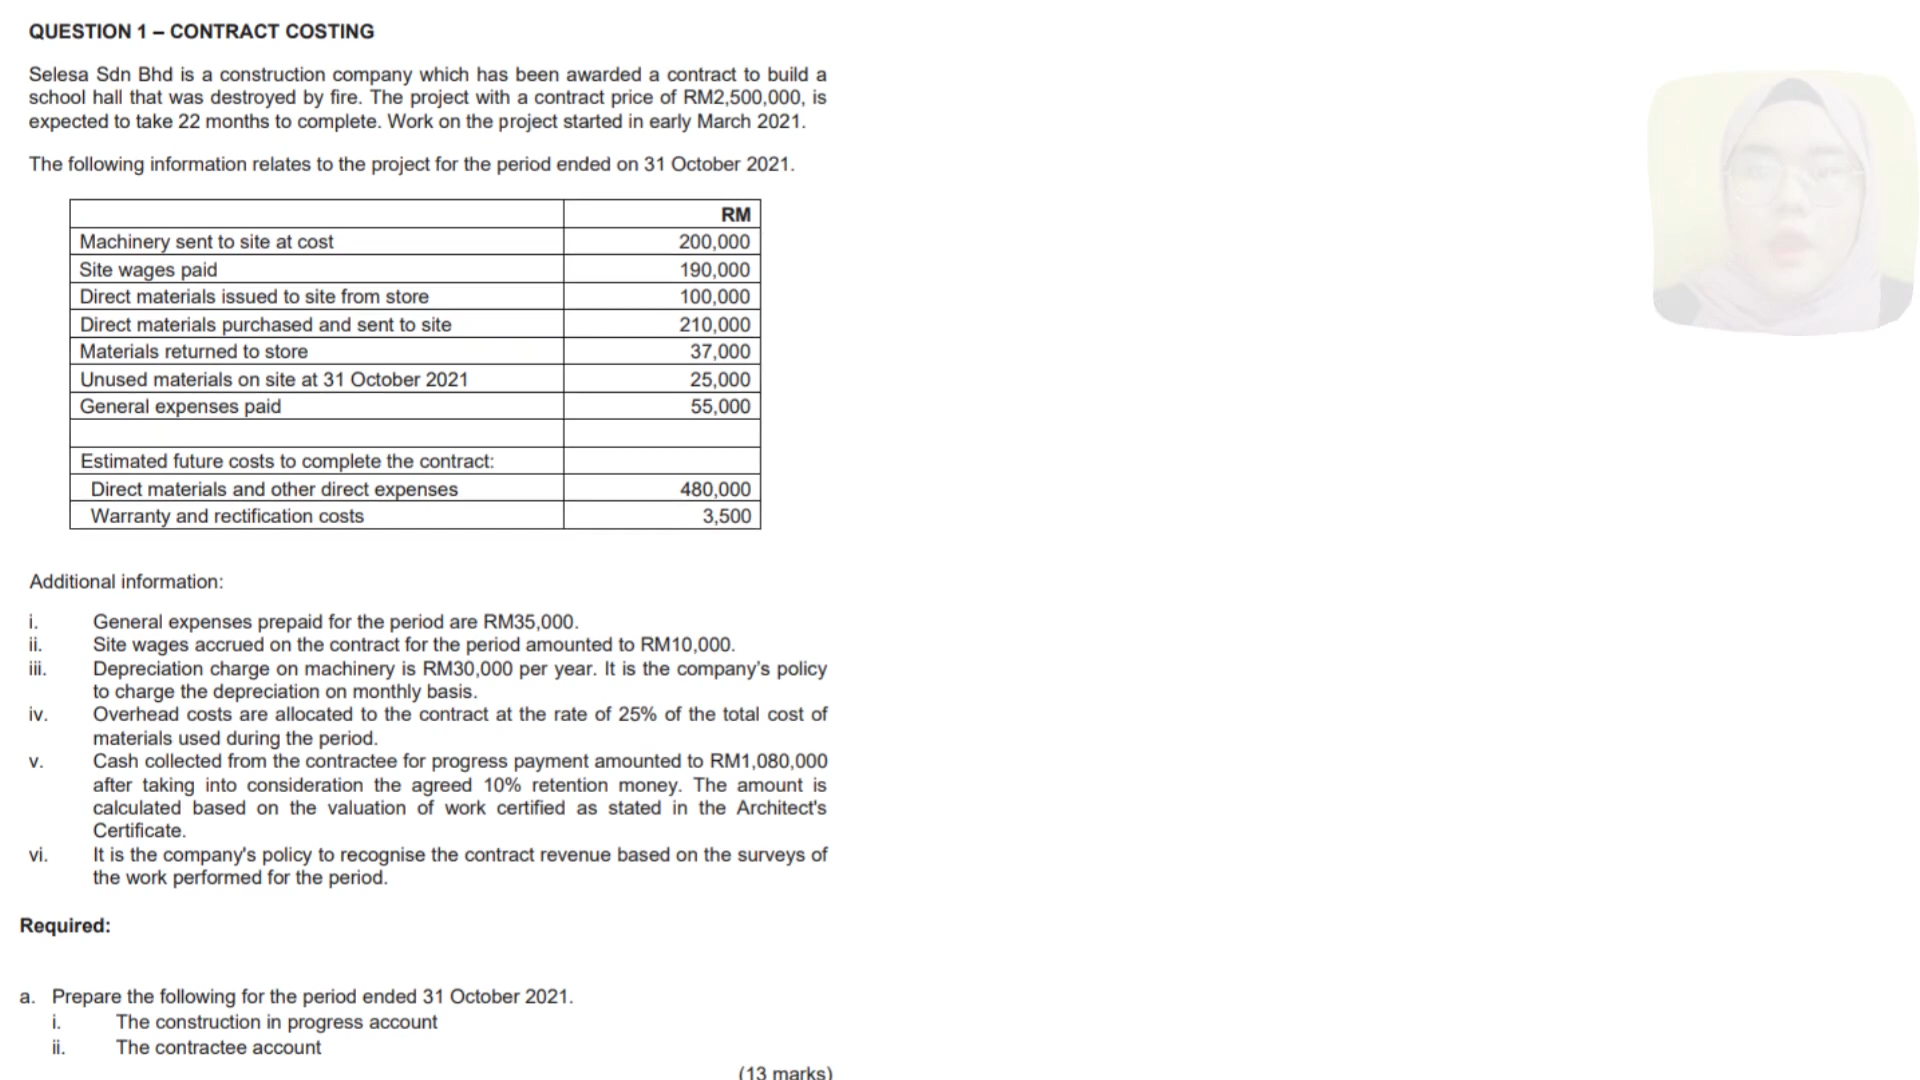 QUESTION 1 – CONTRACT COSTING
Selesa Sdn Bhd is a construction company which has been awarded a contract to build a
school hall that was destroyed by fire. The project with a contract price of RM2,500,000, is
expected to take 22 months to complete. Work on the project started in early March 2021.
The following information relates to the project for the period ended on 31 October 2021.
RM
Machinery sent to site at cost 200,000
Site wages paid 190,000
Direct materials issued to site from store 100,000
Direct materials purchased and sent to site 210,000
Materials returned to store 37,000
Unused materials on site at 31 October 2021 25,000
General expenses paid 55,000
Estimated future costs to complete the contract:
Direct materials and other direct expenses 480,000
Warranty and rectification costs 3,500
Additional information:
i. General expenses prepaid for the period are RM35,000.
ii. Site wages accrued on the contract for the period amounted to RM10,000.
iii. Depreciation charge on machinery is RM30,000 per year. It is the company's policy
to charge the depreciation on monthly basis.
iv. Overhead costs are allocated to the contract at the rate of 25% of the total cost of
materials used during the period.
v. Cash collected from the contractee for progress payment amounted to RM1,080,000
after taking into consideration the agreed 10% retention money. The amount is
calculated based on the valuation of work certified as stated in the Architect's
Certificate.
vi. It is the company's policy to recognise the contract revenue based on the surveys of
the work performed for the period.
Required:
a. Prepare the following for the period ended 31 October 2021.
i. The construction in progress account
ii. The contractee account
(13 marks)